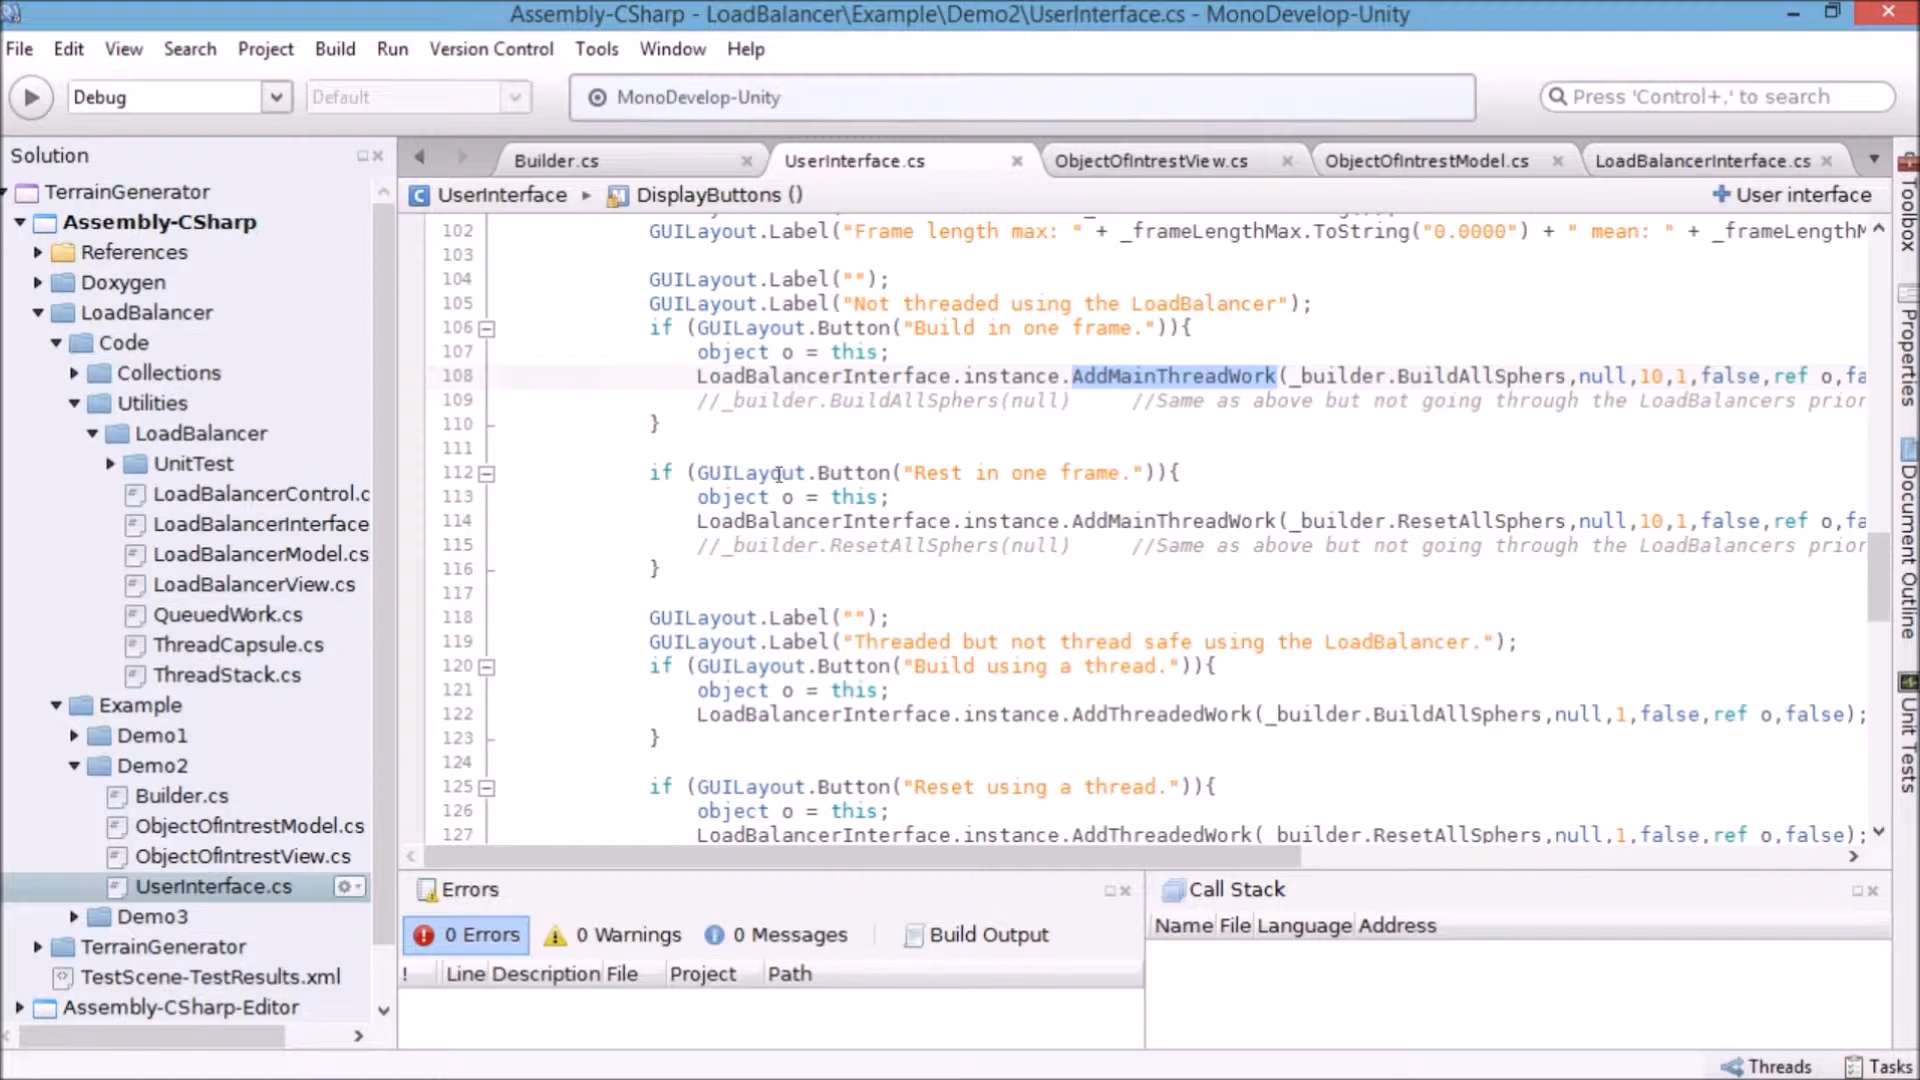 Assembly-CSharp - LoadBalancer\Example\Demo2\UserInterface.cs - MonoDevelop-Unity
File Edit View Search Project Build Run Version Control Tools Window Help
Debug Default MonoDevelop-Unity Press 'Control+,' to search
Solution
TerrainGenerator
Assembly-CSharp
References
Doxygen
LoadBalancer
Code
Collections
Utilities
LoadBalancer
UnitTest
LoadBalancerControl.c
LoadBalancerInterface
LoadBalancerModel.cs
LoadBalancerView.cs
QueuedWork.cs
ThreadCapsule.cs
ThreadStack.cs
Example
Demo1
Demo2
Builder.cs
ObjectOfIntrestModel.cs
ObjectOfIntrestView.cs
UserInterface.cs
Demo3
TerrainGenerator
TestScene-TestResults.xml
Assembly-CSharp-Editor
Builder.cs UserInterface.cs ObjectOfIntrestView.cs ObjectOfIntrestModel.cs LoadBalancerInterface.cs
UserInterface DisplayButtons () User interface
102 GUILayout.Label("Frame length max: " + _frameLengthMax.ToString("0.0000") + " mean: " + _frameLengthM
103
104 GUILayout.Label("");
105 GUILayout.Label("Not threaded using the LoadBalancer");
106 if (GUILayout.Button("Build in one frame.")){
107 object o = this;
108 LoadBalancerInterface.instance.AddMainThreadWork(_builder.BuildAllSphers,null,10,1,false,ref o,fa
109 //_builder.BuildAllSphers(null) //Same as above but not going through the LoadBalancers prior
110 }
111
112 if (GUILayout.Button("Rest in one frame.")){
113 object o = this;
114 LoadBalancerInterface.instance.AddMainThreadWork(_builder.ResetAllSphers,null,10,1,false,ref o,fa
115 //_builder.ResetAllSphers(null) //Same as above but not going through the LoadBalancers prior
116 }
117
118 GUILayout.Label("");
119 GUILayout.Label("Threaded but not thread safe using the LoadBalancer.");
120 if (GUILayout.Button("Build using a thread.")){
121 object o = this;
122 LoadBalancerInterface.instance.AddThreadedWork(_builder.BuildAllSphers,null,1,false,ref o,false);
123 }
124
125 if (GUILayout.Button("Reset using a thread.")){
126 object o = this;
127 LoadBalancerInterface.instance.AddThreadedWork(_builder.ResetAllSphers,null,1,false,ref o,false);
Errors
0 Errors 0 Warnings 0 Messages Build Output
! Line Description File Project Path
Call Stack
Name File Language Address
Toolbox
Properties
Document Outline
Unit Tests
Threads Tasks